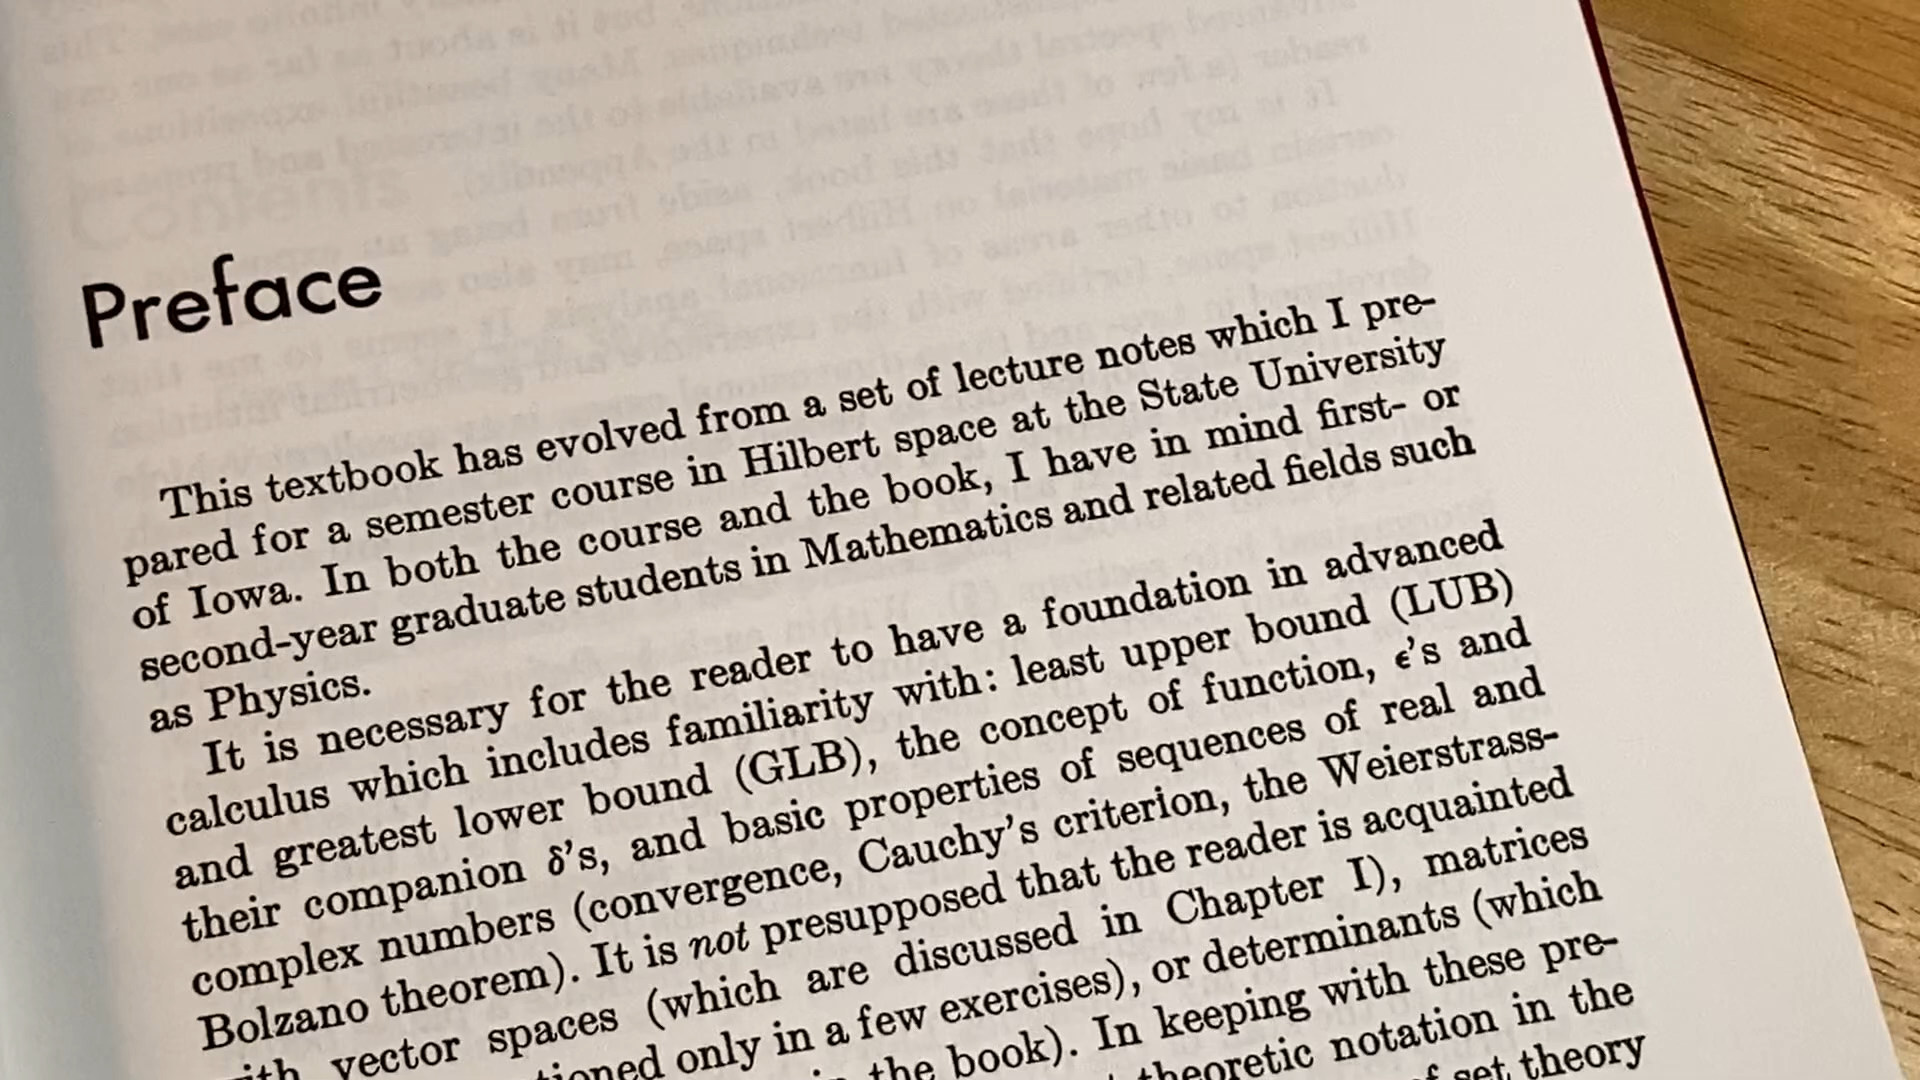 Preface
This textbook has evolved from a set of lecture notes which I pre-
pared for a semester course in Hilbert space at the State University
of Iowa. In both the course and the book, I have in mind first- or
second-year graduate students in Mathematics and related fields such
as Physics.
It is necessary for the reader to have a foundation in advanced
calculus which includes familiarity with: least upper bound (LUB)
and greatest lower bound (GLB), the concept of function, ϵ's and
their companion δ's, and basic properties of sequences of real and
complex numbers (convergence, Cauchy's criterion, the Weierstrass-
Bolzano theorem). It is not presupposed that the reader is acquainted
vector spaces (which are discussed in Chapter I), matrices
only in a few exercises), or determinants (which
the book). In keeping with these pre-
theoretic notation in the
set theory